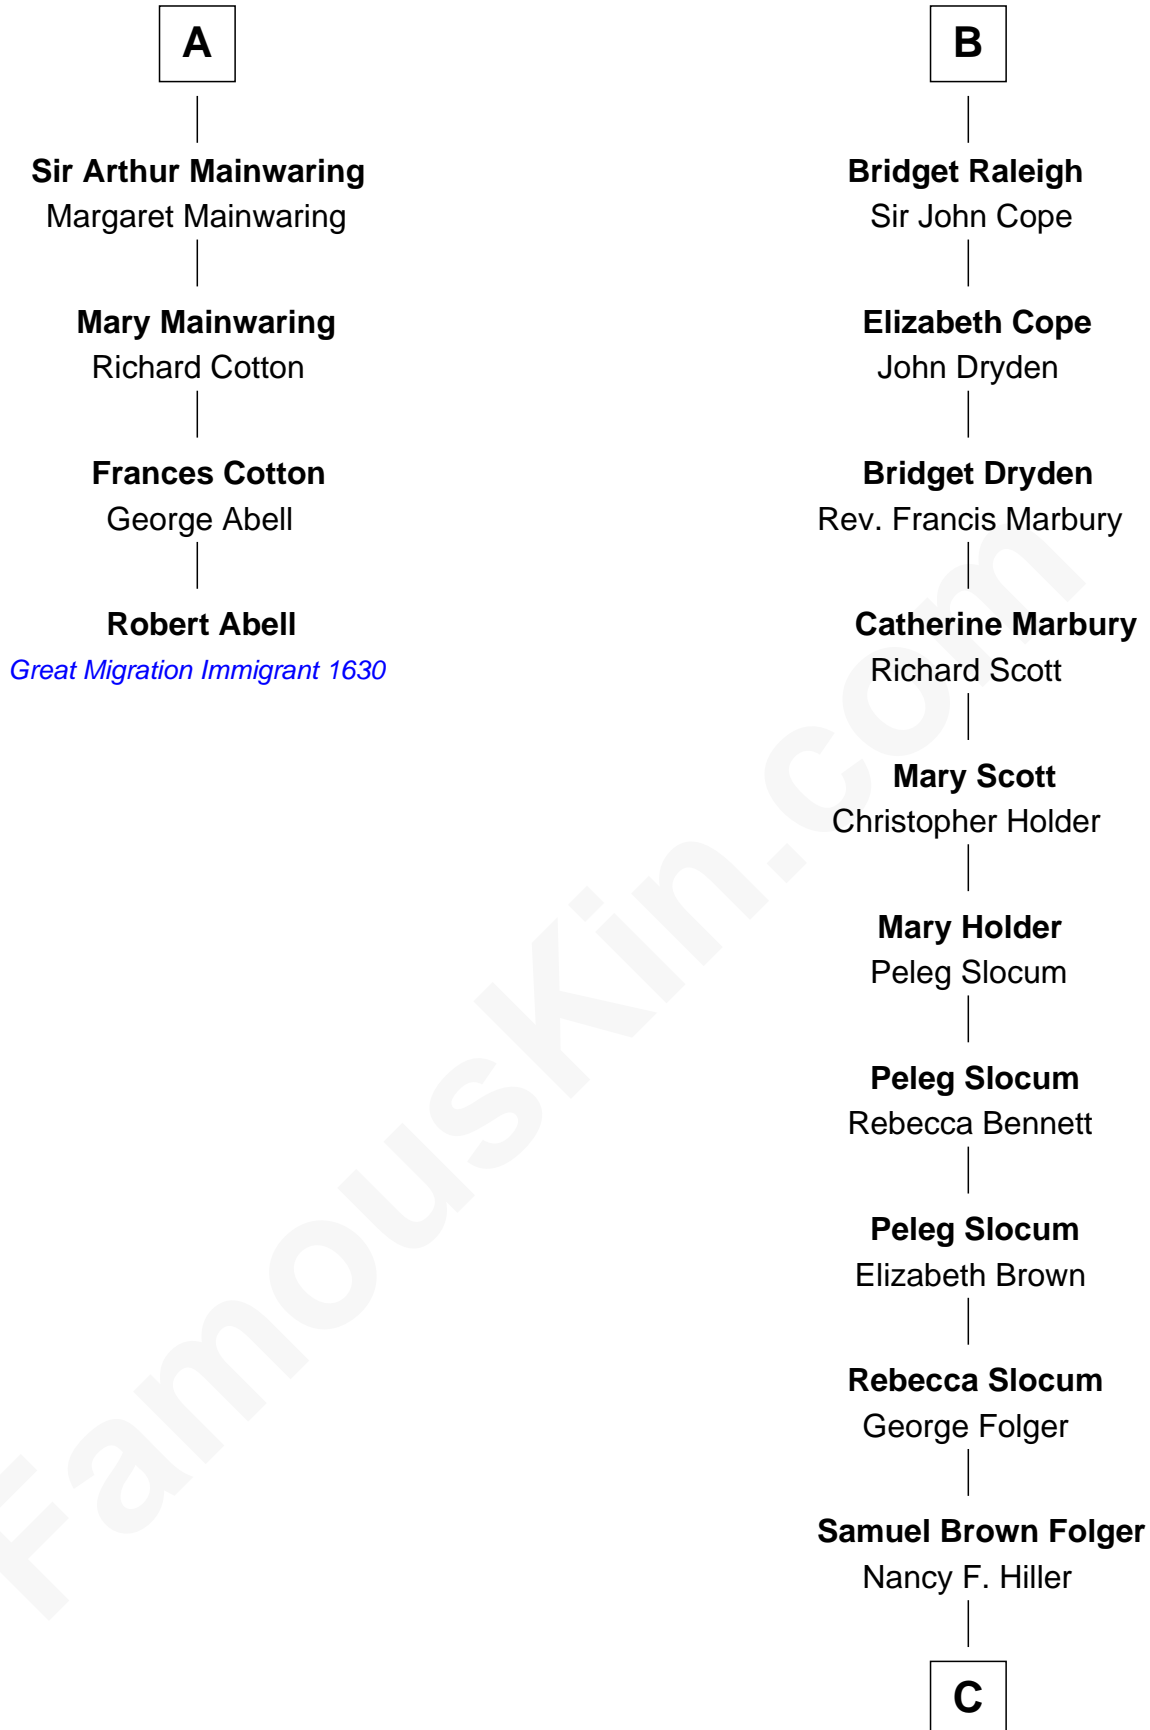 A
Sir Arthur Mainwaring
Margaret Mainwaring
Mary Mainwaring
Richard Cotton
Frances Cotton
George Abell
Robert Abell
Great Migration Immigrant 1630
B
Bridget Raleigh
Sir John Cope
Elizabeth Cope
John Dryden
Bridget Dryden
Rev. Francis Marbury
Catherine Marbury
Richard Scott
Mary Scott
Christopher Holder
Mary Holder
Peleg Slocum
Peleg Slocum
Rebecca Bennett
Peleg Slocum
Elizabeth Brown
Rebecca Slocum
George Folger
Samuel Brown Folger
Nancy F. Hiller
C
FamousKin.com